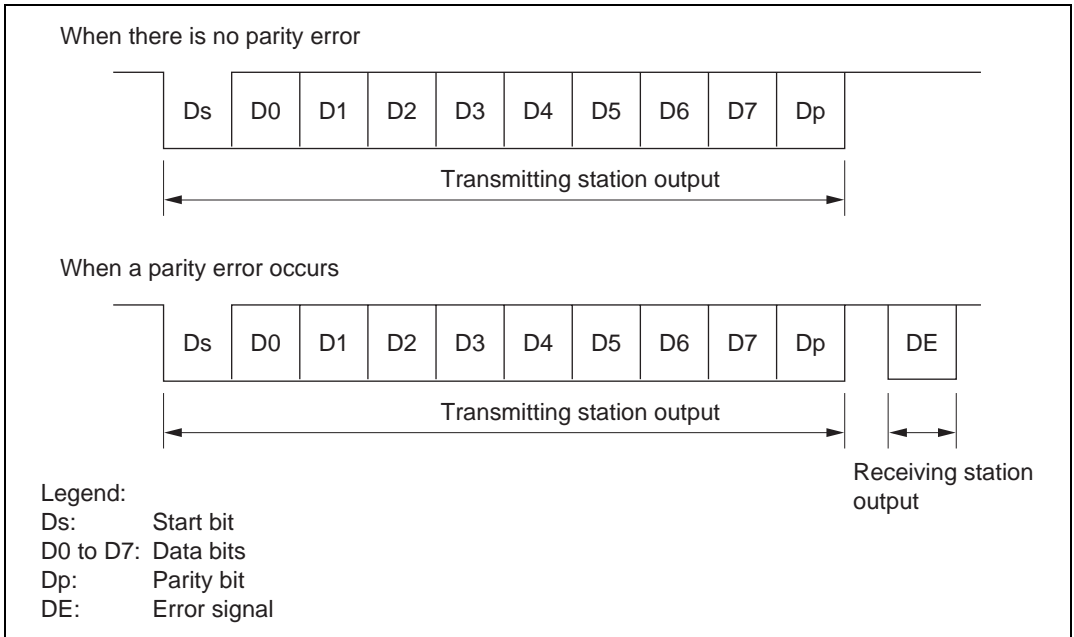 When there is no parity error
Ds D0 D1 D2 D3 D4 D5 D6 D7 Dp
Transmitting station output
When a parity error occurs
Ds D0 D1 D2 D3 D4 D5 D6 D7 Dp DE
Transmitting station output
Receiving station
output
Legend:
Ds: Start bit
D0 to D7: Data bits
Dp: Parity bit
DE: Error signal